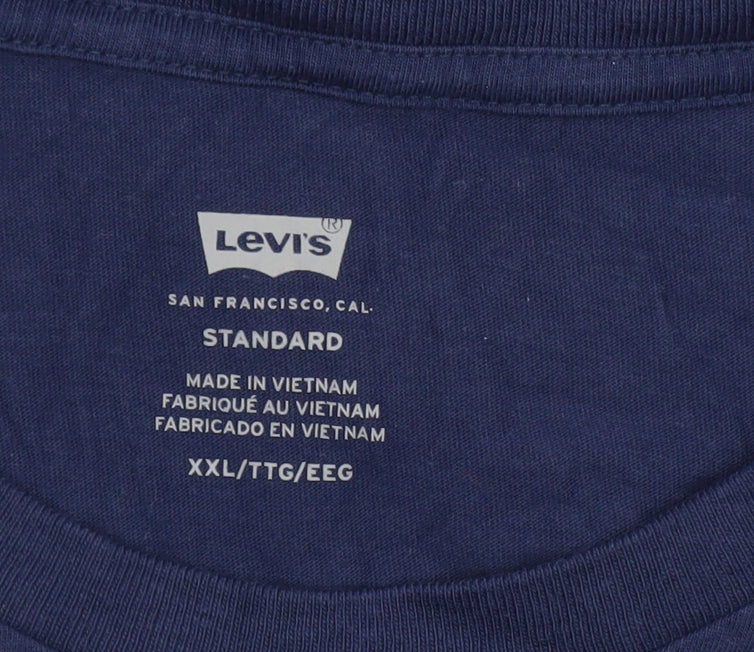 LEVI'S®
SAN FRANCISCO, CAL.
STANDARD
MADE IN VIETNAM
FABRIQUÉ AU VIETNAM
FABRICADO EN VIETNAM
XXL/TTG/EEG